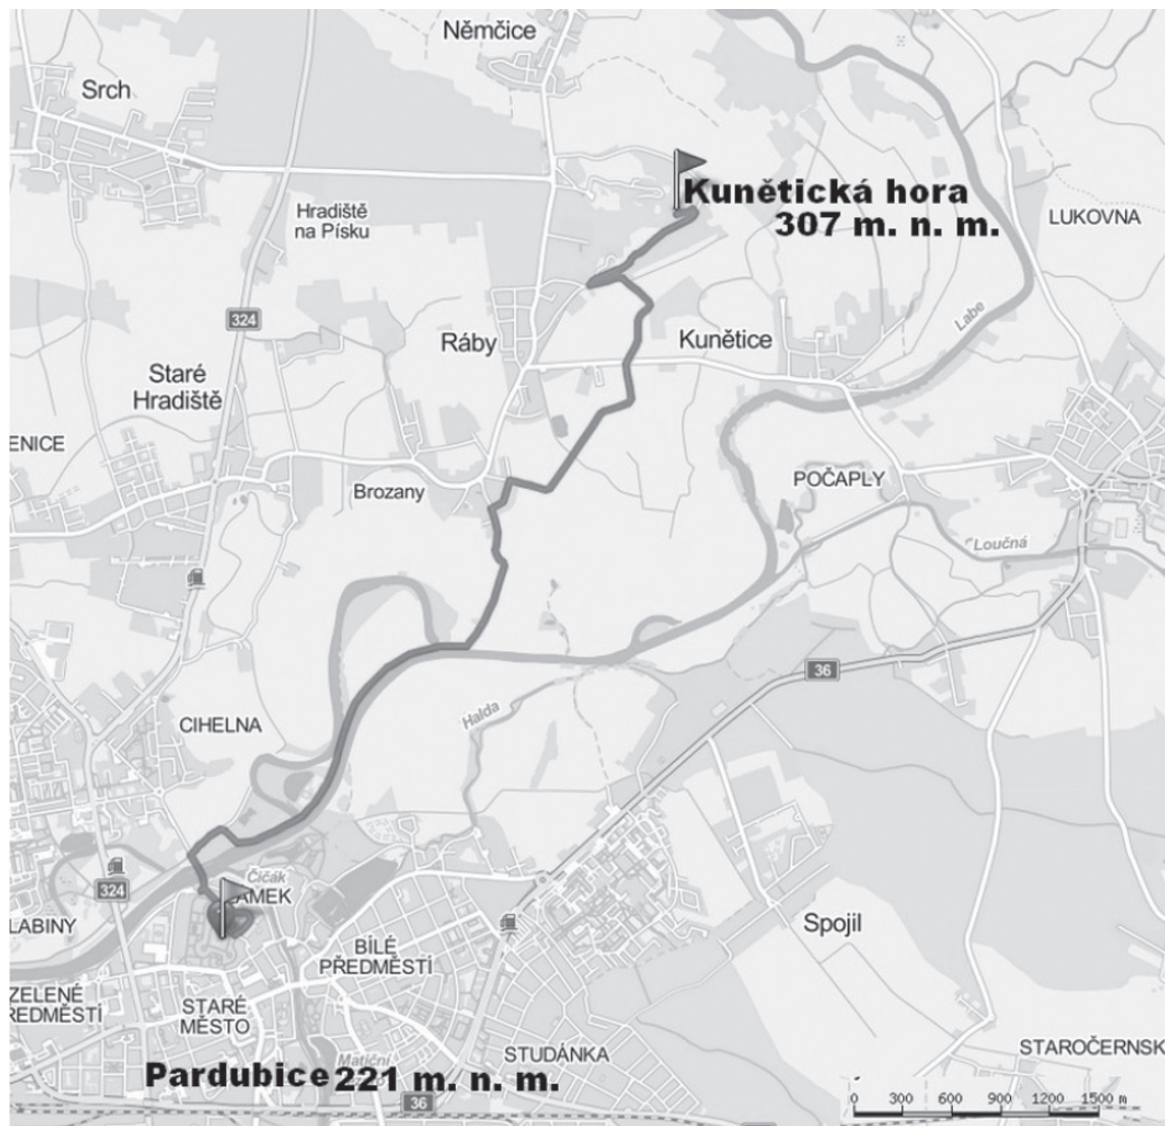 Němčice
Srch
Kunětická hora
307 m. n. m.
Hradiště
na Písku
LUKOVNA
324
Labe
Ráby
Kunětice
Staré
Hradiště
ENICE
Brozany
POČAPLY
Loučná
36
Halda
CIHELNA
324
Čičák
AMEK
LABINY
BÍLÉ
PŘEDMĚSTÍ
Spojil
ZELENÉ
ŘEDMĚSTÍ
STARÉ
MĚSTO
STUDÁNKA
STAROČERNSK
Matiční
Pardubice 221 m. n. m.
36
0 300 600 900 1200 1500 m